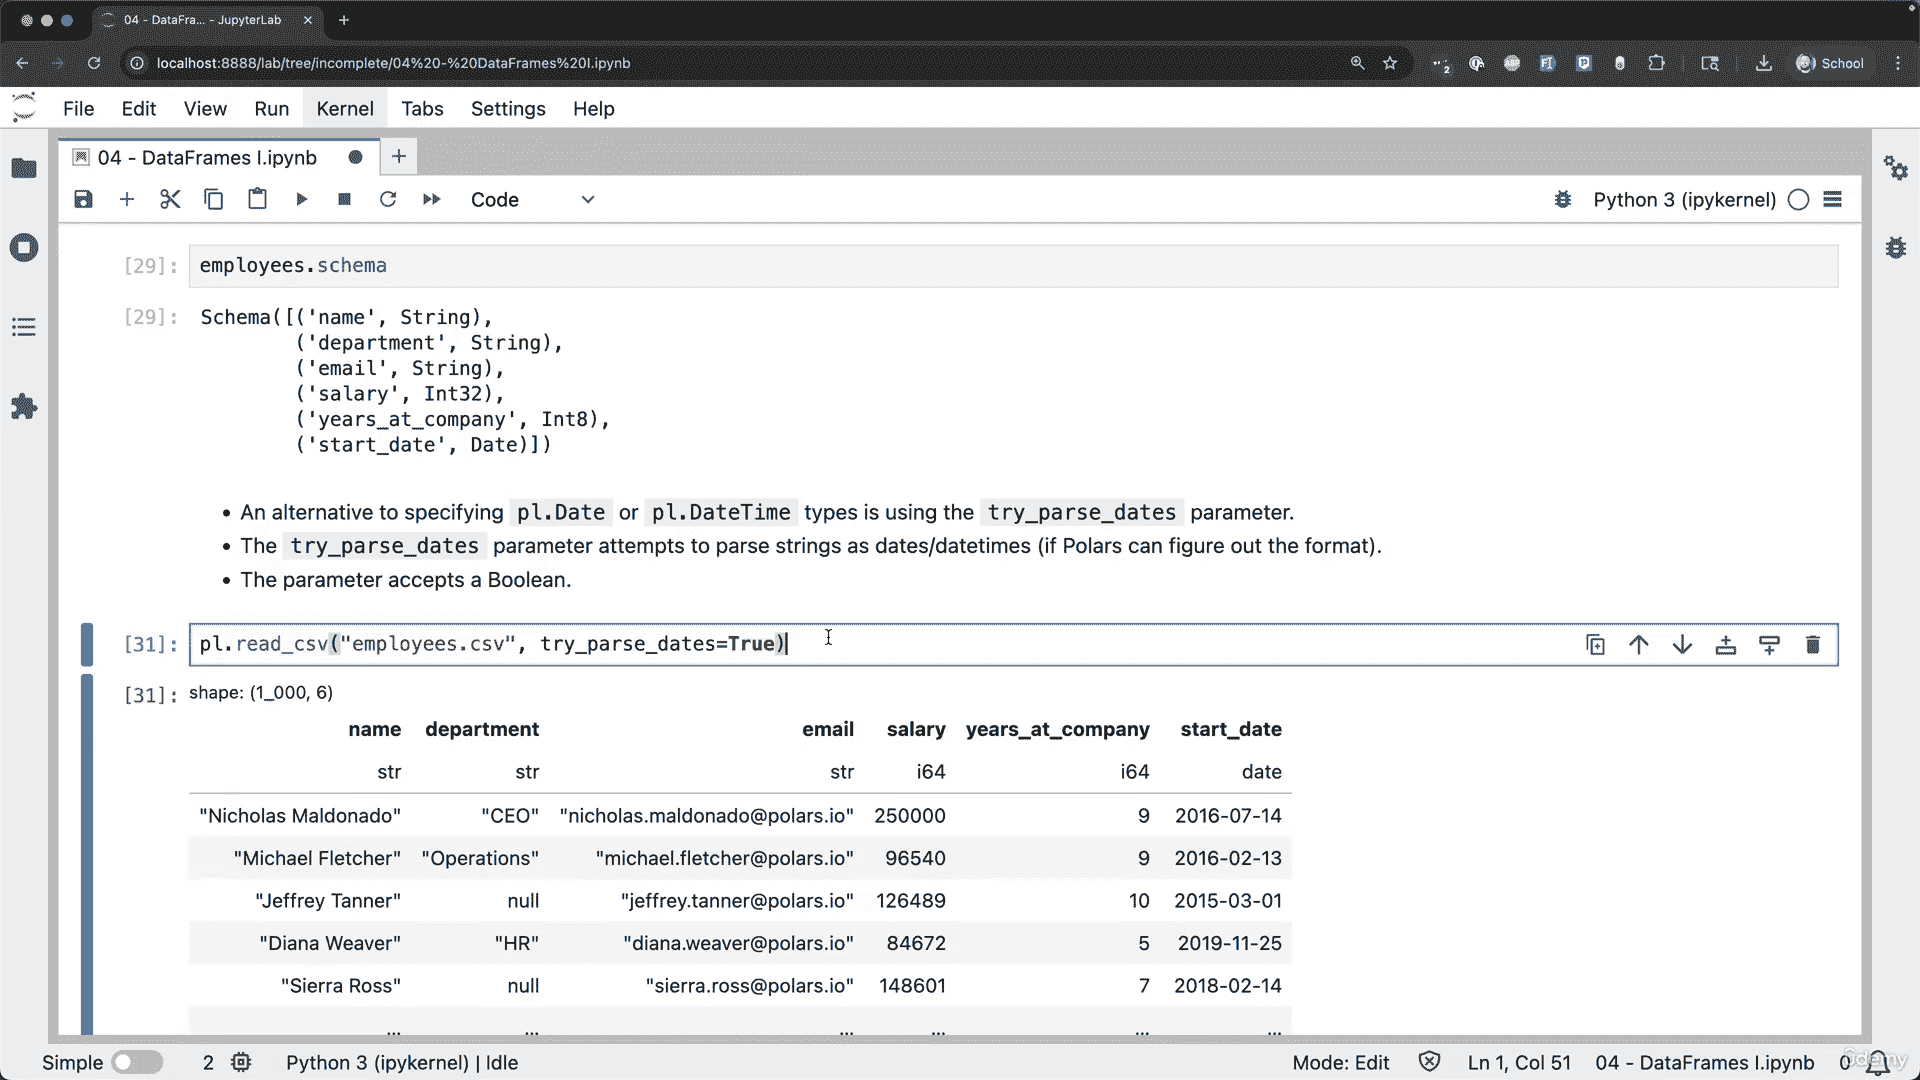 04 - DataFra... - JupyterLab
localhost:8888/lab/tree/incomplete/04%20-%20DataFrames%20I.ipynb
2
ABP
School
File Edit View Run Kernel Tabs Settings Help
04 - DataFrames I.ipynb
Code
Python 3 (ipykernel)
[29]: employees.schema
[29]: Schema([('name', String),
('department', String),
('email', String),
('salary', Int32),
('years_at_company', Int8),
('start_date', Date)])
• An alternative to specifying pl.Date or pl.DateTime types is using the try_parse_dates parameter.
• The try_parse_dates parameter attempts to parse strings as dates/datetimes (if Polars can figure out the format).
• The parameter accepts a Boolean.
[31]: pl.read_csv("employees.csv", try_parse_dates=True)
[31]: shape: (1_000, 6)
name department email salary years_at_company start_date
str str str i64 i64 date
"Nicholas Maldonado" "CEO" "nicholas.maldonado@polars.io" 250000 9 2016-07-14
"Michael Fletcher" "Operations" "michael.fletcher@polars.io" 96540 9 2016-02-13
"Jeffrey Tanner" null "jeffrey.tanner@polars.io" 126489 10 2015-03-01
"Diana Weaver" "HR" "diana.weaver@polars.io" 84672 5 2019-11-25
"Sierra Ross" null "sierra.ross@polars.io" 148601 7 2018-02-14
... ... ... ... ... ...
Simple 2 Python 3 (ipykernel) | Idle Mode: Edit Ln 1, Col 51 04 - DataFrames I.ipynb 0
udemy